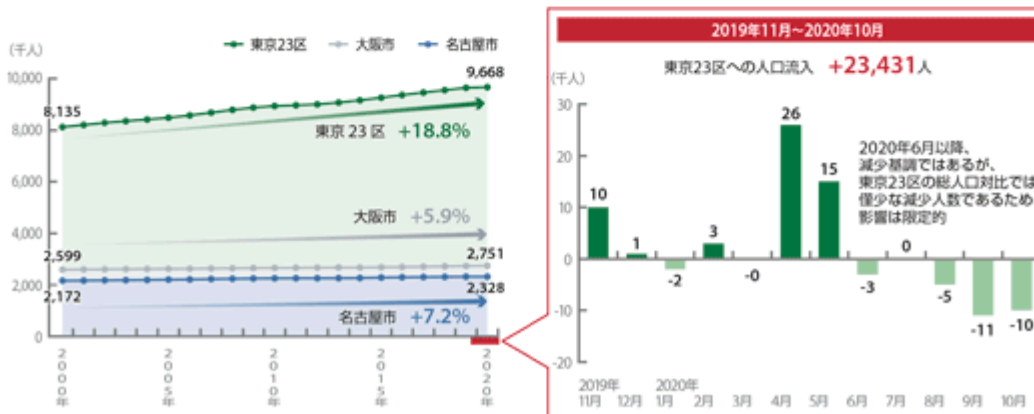 (千人)
東京23区 大阪市 名古屋市
10,000
8,000
6,000
4,000
2,000
0
8,135
9,668
東京23区 +18.8%
大阪市 +5.9%
2,599
2,751
2,172
2,328
名古屋市 +7.2%
2000年
2005年
2010年
2015年
2020年
2019年11月~2020年10月
東京23区への人口流入 +23,431人
(千人)
30
20
10
0
-10
-20
10
1
-2
3
-0
26
15
-3
0
-5
-11
-10
2020年6月以降、
減少基調ではあるが、
東京23区の総人口対比では
僅少な減少人数であるため
影響は限定的
2019年 2020年
11月 12月 1月 2月 3月 4月 5月 6月 7月 8月 9月 10月